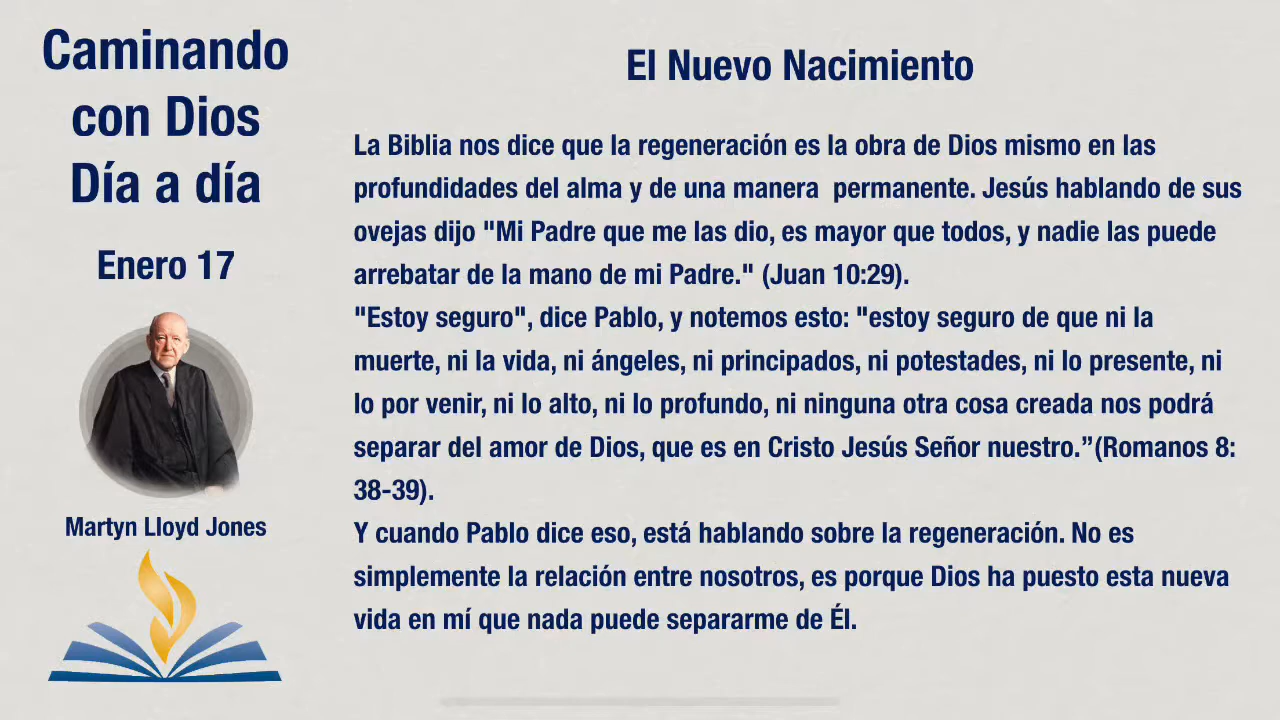 Caminando
con Dios
Día a día
Enero 17
Martyn Lloyd Jones
El Nuevo Nacimiento
La Biblia nos dice que la regeneración es la obra de Dios mismo en las
profundidades del alma y de una manera  permanente. Jesús hablando de sus
ovejas dijo "Mi Padre que me las dio, es mayor que todos, y nadie las puede
arrebatar de la mano de mi Padre." (Juan 10:29).
"Estoy seguro", dice Pablo, y notemos esto: "estoy seguro de que ni la
muerte, ni la vida, ni ángeles, ni principados, ni potestades, ni lo presente, ni
lo por venir, ni lo alto, ni lo profundo, ni ninguna otra cosa creada nos podrá
separar del amor de Dios, que es en Cristo Jesús Señor nuestro.”(Romanos 8:
38-39).
Y cuando Pablo dice eso, está hablando sobre la regeneración. No es
simplemente la relación entre nosotros, es porque Dios ha puesto esta nueva
vida en mí que nada puede separarme de Él.